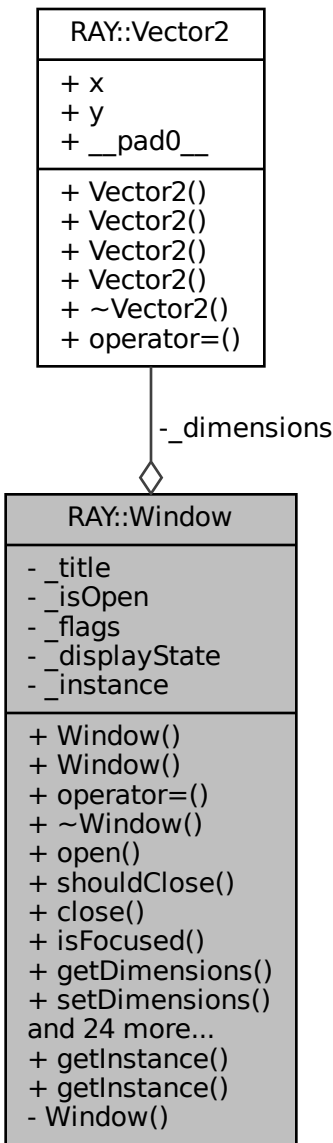 RAY::Vector2
+ x
+ y
+ __pad0__
+ Vector2()
+ Vector2()
+ Vector2()
+ Vector2()
+ ~Vector2()
+ operator=()
-_dimensions
RAY::Window
- _title
- _isOpen
- _flags
- _displayState
- _instance
+ Window()
+ Window()
+ operator=()
+ ~Window()
+ open()
+ shouldClose()
+ close()
+ isFocused()
+ getDimensions()
+ setDimensions()
and 24 more...
+ getInstance()
+ getInstance()
- Window()